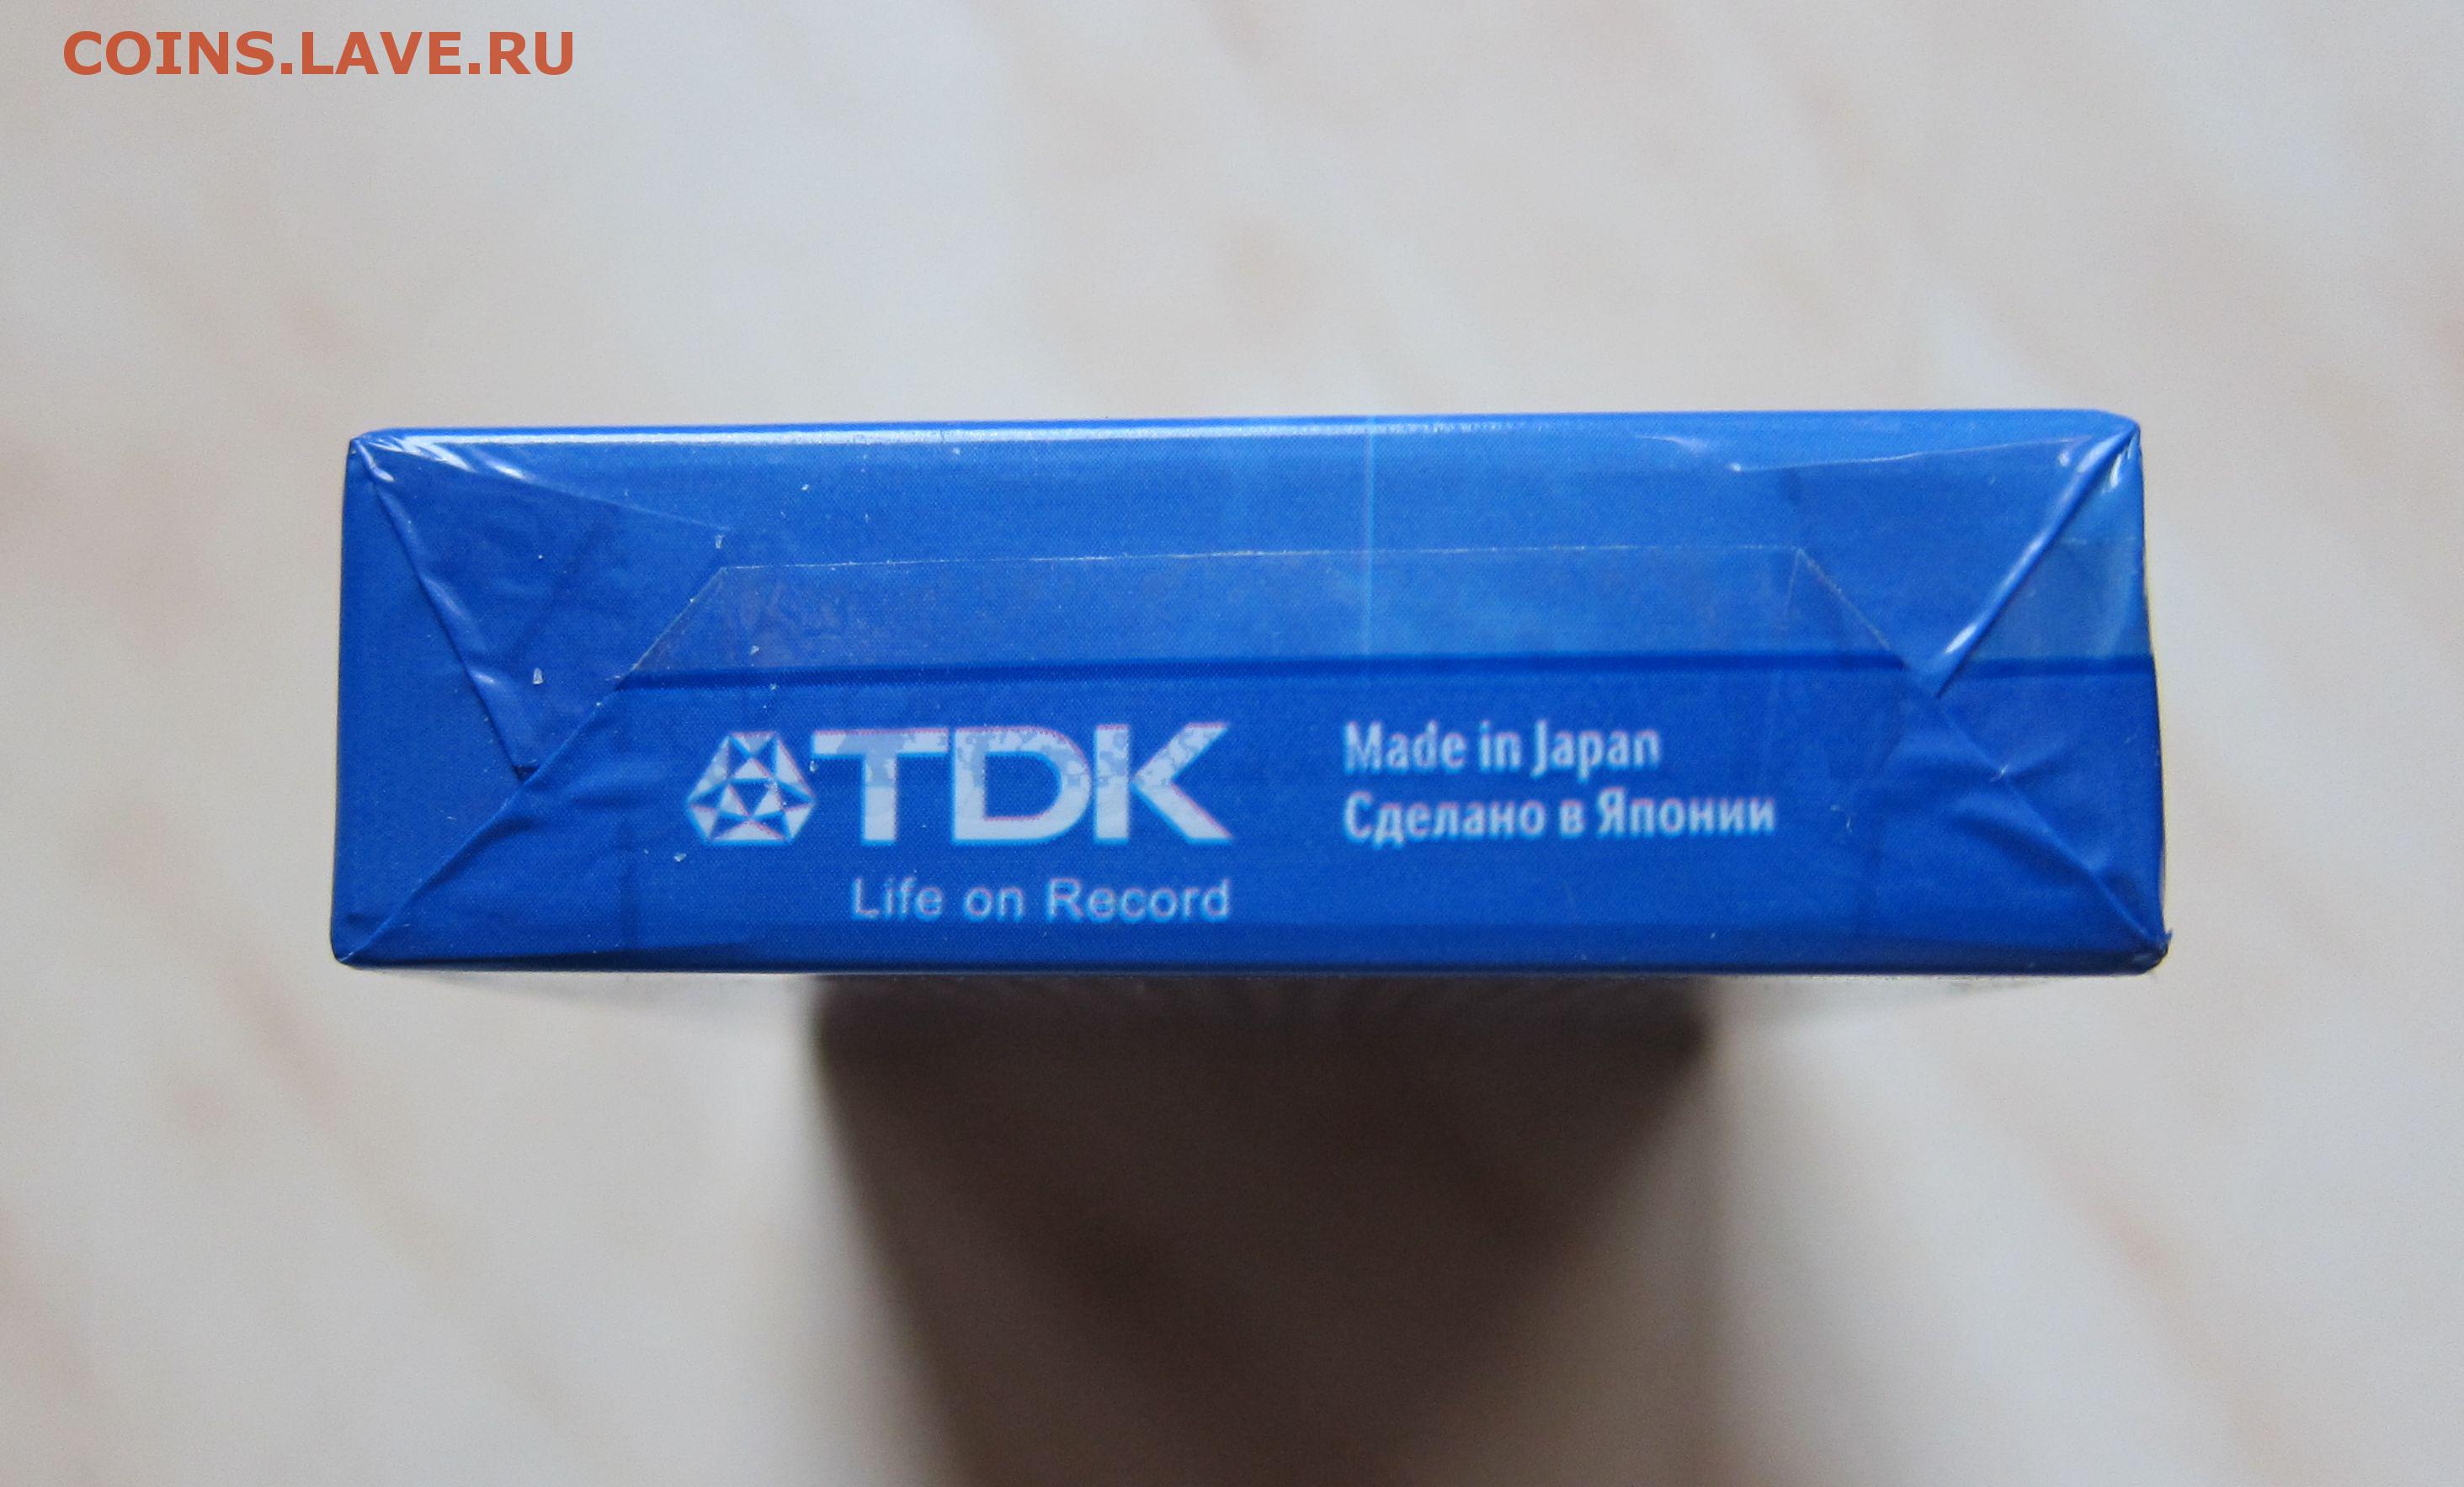 COINS.LAVE.RU
TDK
Life on Record
Made in Japan
Сделано в Японии